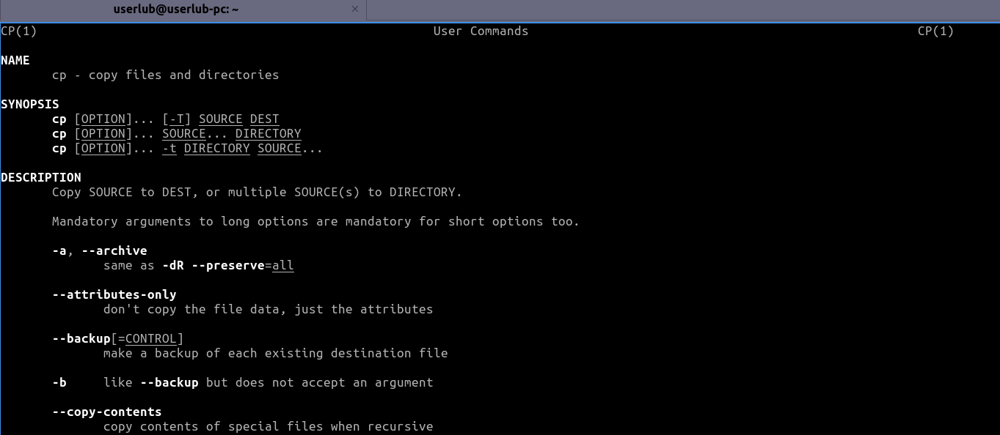 userlub@userlub-pc: ~ ×
CP(1) User Commands CP(1)
NAME
cp - copy files and directories
SYNOPSIS
cp [OPTION]... [-T] SOURCE DEST
cp [OPTION]... SOURCE... DIRECTORY
cp [OPTION]... -t DIRECTORY SOURCE...
DESCRIPTION
Copy SOURCE to DEST, or multiple SOURCE(s) to DIRECTORY.
Mandatory arguments to long options are mandatory for short options too.
-a, --archive
same as -dR --preserve=all
--attributes-only
don't copy the file data, just the attributes
--backup[=CONTROL]
make a backup of each existing destination file
-b like --backup but does not accept an argument
--copy-contents
copy contents of special files when recursive